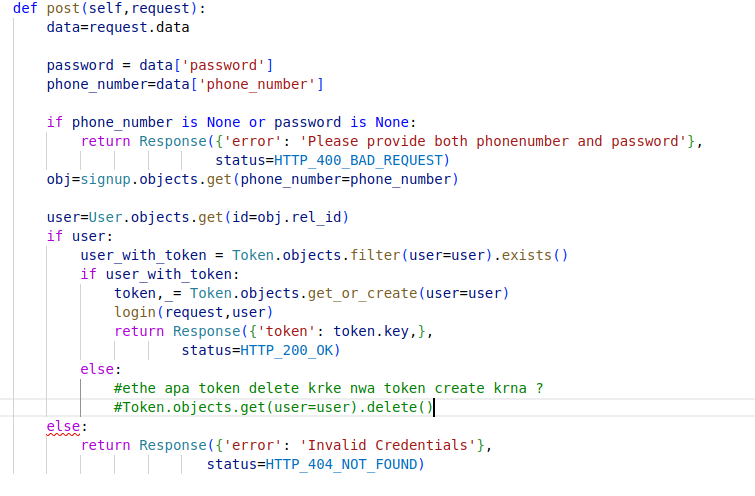 def post(self,request):
data=request.data
password = data['password']
phone_number=data['phone_number']
if phone_number is None or password is None:
return Response({'error': 'Please provide both phonenumber and password'},
status=HTTP_400_BAD_REQUEST)
obj=signup.objects.get(phone_number=phone_number)
user=User.objects.get(id=obj.rel_id)
if user:
user_with_token = Token.objects.filter(user=user).exists()
if user_with_token:
token,_= Token.objects.get_or_create(user=user)
login(request,user)
return Response({'token': token.key,},
status=HTTP_200_OK)
else:
#ethe apa token delete krke nwa token create krna ?
#Token.objects.get(user=user).delete()
else:
return Response({'error': 'Invalid Credentials'},
status=HTTP_404_NOT_FOUND)